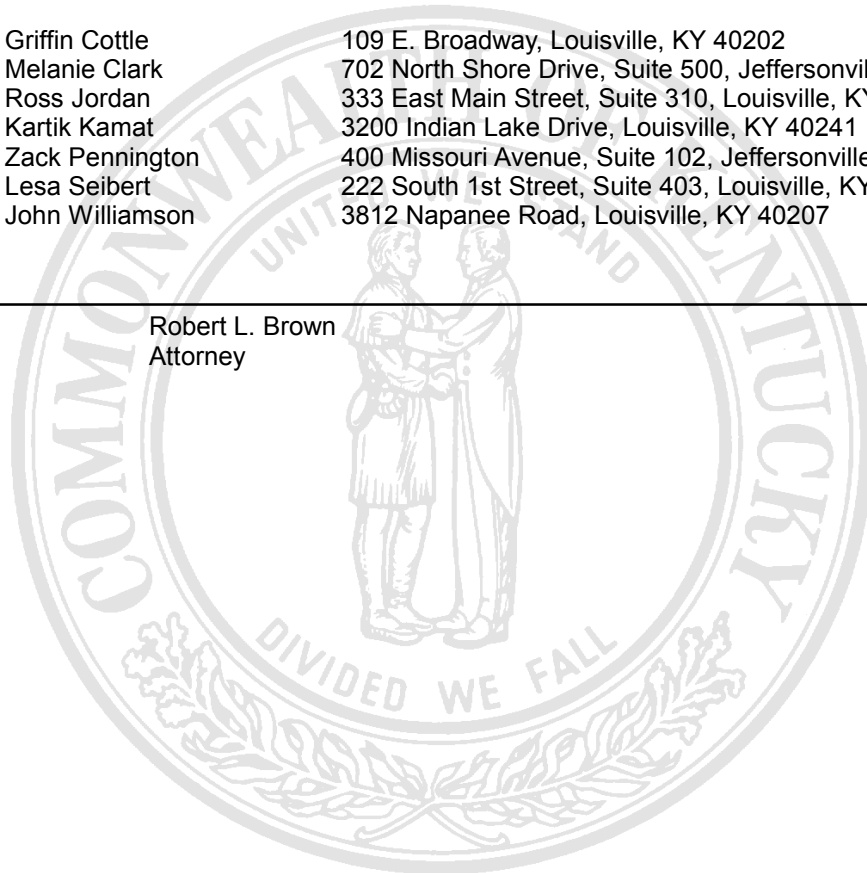 Griffin Cottle 109 E. Broadway, Louisville, KY 40202
Melanie Clark 702 North Shore Drive, Suite 500,
Ross Jordan 333 East Main Street, Suite 310, Louisville,
Kartik Kamat 3200 Indian Lake Drive, Louisville, KY 40241
Zack Pennington 400 Missouri Avenue, Suite 102, Jeffersonville
Lesa Seibert 222 South 1st Street, Suite 403, Louisville, KY
John Williamson 3812 Napanee Road, Louisville, KY 40207
Robert L. Brown
Attorney
COMMONWEALTH OF KENTUCKY
UNITED WE STAND
DIVIDED WE FALL